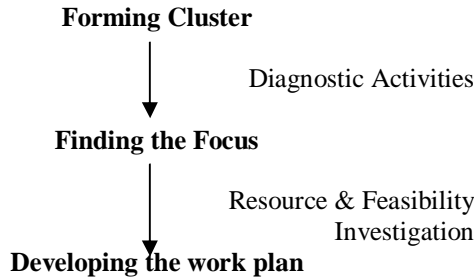 Forming Cluster
Diagnostic Activities
Finding the Focus
Resource & Feasibility
Investigation
Developing the work plan